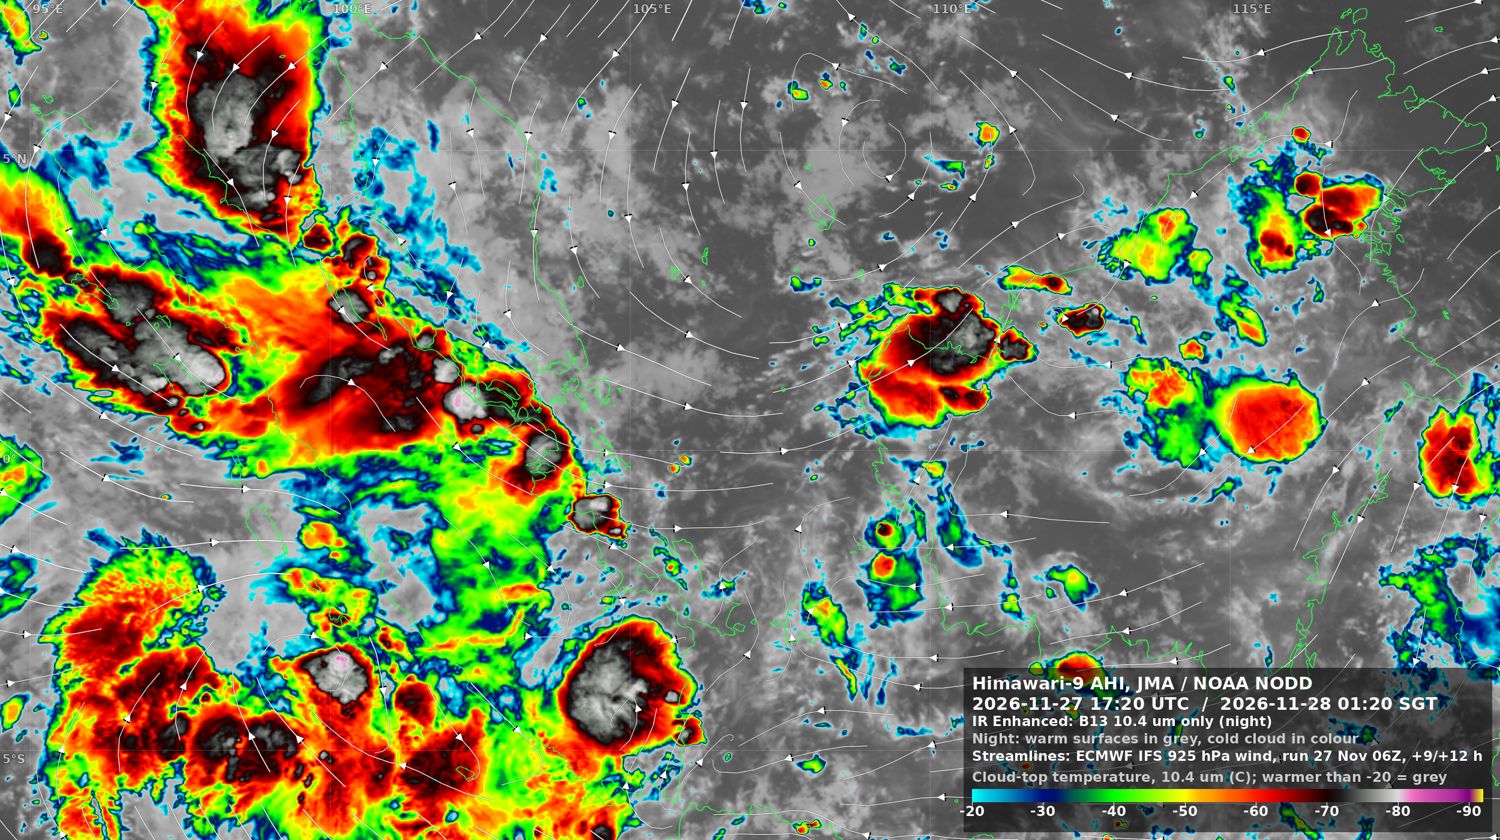 95°E 100°E 105°E 110°E 115°E
5°N
0°
5°S
Himawari-9 AHI, JMA / NOAA NODD
2026-11-27 17:20 UTC / 2026-11-28 01:20 SGT
IR Enhanced: B13 10.4 um only (night)
Night: warm surfaces in grey, cold cloud in colour
Streamlines: ECMWF IFS 925 hPa wind, run 27 Nov 06Z, +9/+12 h
Cloud-top temperature, 10.4 um (C); warmer than -20 = grey
-20 -30 -40 -50 -60 -70 -80 -90